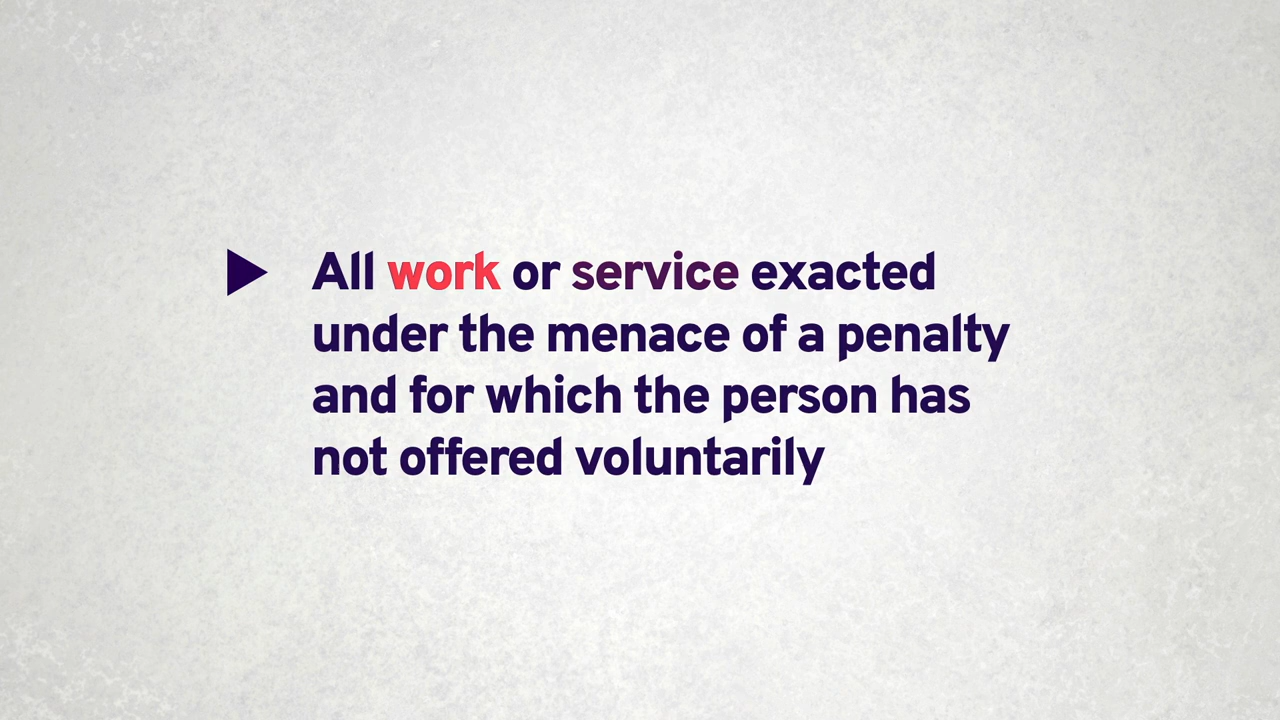 All work or service exacted
under the menace of a penalty
and for which the person has
not offered voluntarily